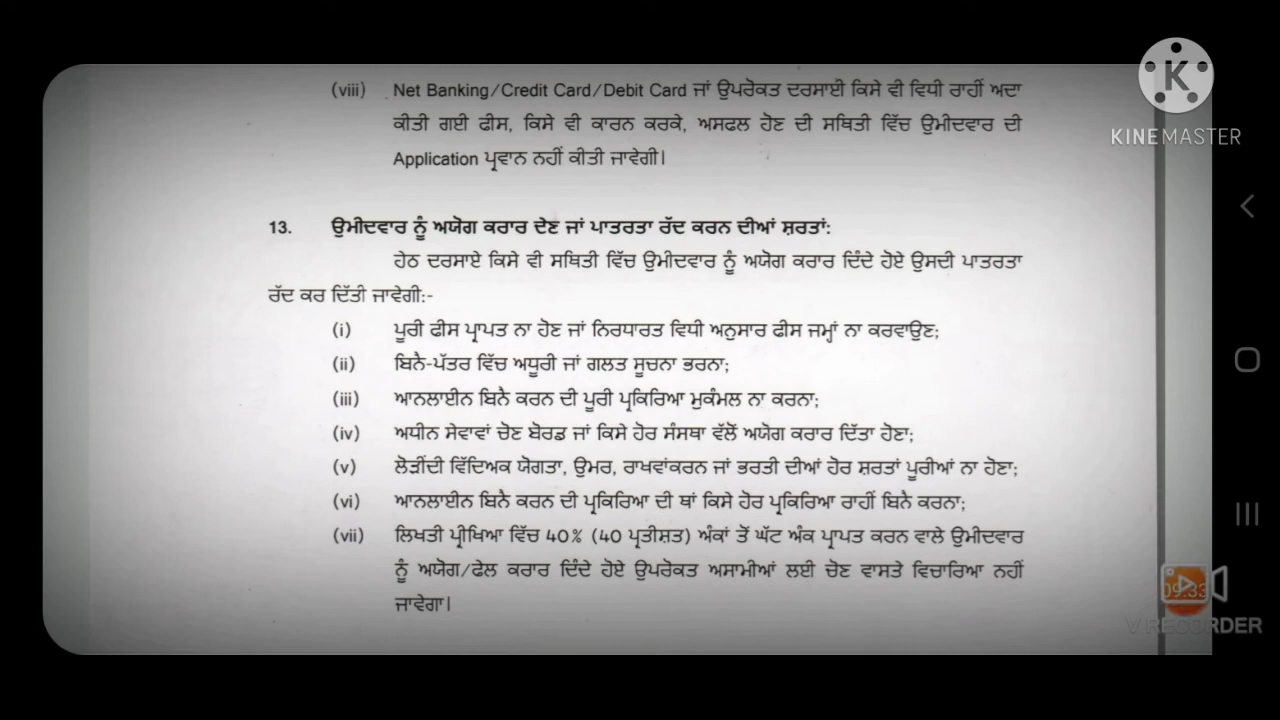 (viii) Net Banking/Credit Card/Debit Card ਜਾਂ ਉਪਰੋਕਤ ਦਰਸਾਈ ਕਿਸੇ ਵੀ ਵਿਧੀ ਰਾਹੀਂ ਅਦਾ
ਕੀਤੀ ਗਈ ਫੀਸ, ਕਿਸੇ ਵੀ ਕਾਰਨ ਕਰਕੇ, ਅਸਫਲ ਹੋਣ ਦੀ ਸਥਿਤੀ ਵਿੱਚ ਉਮੀਦਵਾਰ ਦੀ
Application ਪ੍ਰਵਾਨ ਨਹੀਂ ਕੀਤੀ ਜਾਵੇਗੀ।
13. ਉਮੀਦਵਾਰ ਨੂੰ ਅਯੋਗ ਕਰਾਰ ਦੇਣ ਜਾਂ ਪਾਤਰਤਾ ਰੱਦ ਕਰਨ ਦੀਆਂ ਸ਼ਰਤਾਂ:
ਹੇਠ ਦਰਸਾਏ ਕਿਸੇ ਵੀ ਸਥਿਤੀ ਵਿੱਚ ਉਮੀਦਵਾਰ ਨੂੰ ਅਯੋਗ ਕਰਾਰ ਦਿੰਦੇ ਹੋਏ ਉਸਦੀ ਪਾਤਰਤਾ
ਰੱਦ ਕਰ ਦਿੱਤੀ ਜਾਵੇਗੀ:-
(i) ਪੂਰੀ ਫੀਸ ਪ੍ਰਾਪਤ ਨਾ ਹੋਣ ਜਾਂ ਨਿਰਧਾਰਤ ਵਿਧੀ ਅਨੁਸਾਰ ਫੀਸ ਜਮ੍ਹਾਂ ਨਾ ਕਰਵਾਉਣ;
(ii) ਬਿਨੈ-ਪੱਤਰ ਵਿੱਚ ਅਧੂਰੀ ਜਾਂ ਗਲਤ ਸੂਚਨਾ ਭਰਨਾ;
(iii) ਆਨਲਾਈਨ ਬਿਨੈ ਕਰਨ ਦੀ ਪੂਰੀ ਪ੍ਰਕਿਰਿਆ ਮੁਕੰਮਲ ਨਾ ਕਰਨਾ;
(iv) ਅਧੀਨ ਸੇਵਾਵਾਂ ਚੋਣ ਬੋਰਡ ਜਾਂ ਕਿਸੇ ਹੋਰ ਸੰਸਥਾ ਵੱਲੋਂ ਅਯੋਗ ਕਰਾਰ ਦਿੱਤਾ ਹੋਣਾ;
(v) ਲੋੜੀਂਦੀ ਵਿੱਦਿਅਕ ਯੋਗਤਾ, ਉਮਰ, ਰਾਖਵਾਂਕਰਨ ਜਾਂ ਭਰਤੀ ਦੀਆਂ ਹੋਰ ਸ਼ਰਤਾਂ ਪੂਰੀਆਂ ਨਾ ਹੋਣਾ;
(vi) ਆਨਲਾਈਨ ਬਿਨੈ ਕਰਨ ਦੀ ਪ੍ਰਕਿਰਿਆ ਦੀ ਥਾਂ ਕਿਸੇ ਹੋਰ ਪ੍ਰਕਿਰਿਆ ਰਾਹੀਂ ਬਿਨੈ ਕਰਨਾ;
(vii) ਲਿਖਤੀ ਪ੍ਰੀਖਿਆ ਵਿੱਚ 40% (40 ਪ੍ਰਤੀਸ਼ਤ) ਅੰਕਾਂ ਤੋਂ ਘੱਟ ਅੰਕ ਪ੍ਰਾਪਤ ਕਰਨ ਵਾਲੇ ਉਮੀਦਵਾਰ
ਨੂੰ ਅਯੋਗ/ਫੇਲ ਕਰਾਰ ਦਿੰਦੇ ਹੋਏ ਉਪਰੋਕਤ ਅਸਾਮੀਆਂ ਲਈ ਚੋਣ ਵਾਸਤੇ ਵਿਚਾਰਿਆ ਨਹੀਂ
ਜਾਵੇਗਾ।
K
KINEMASTER
09:33
V RECORDER